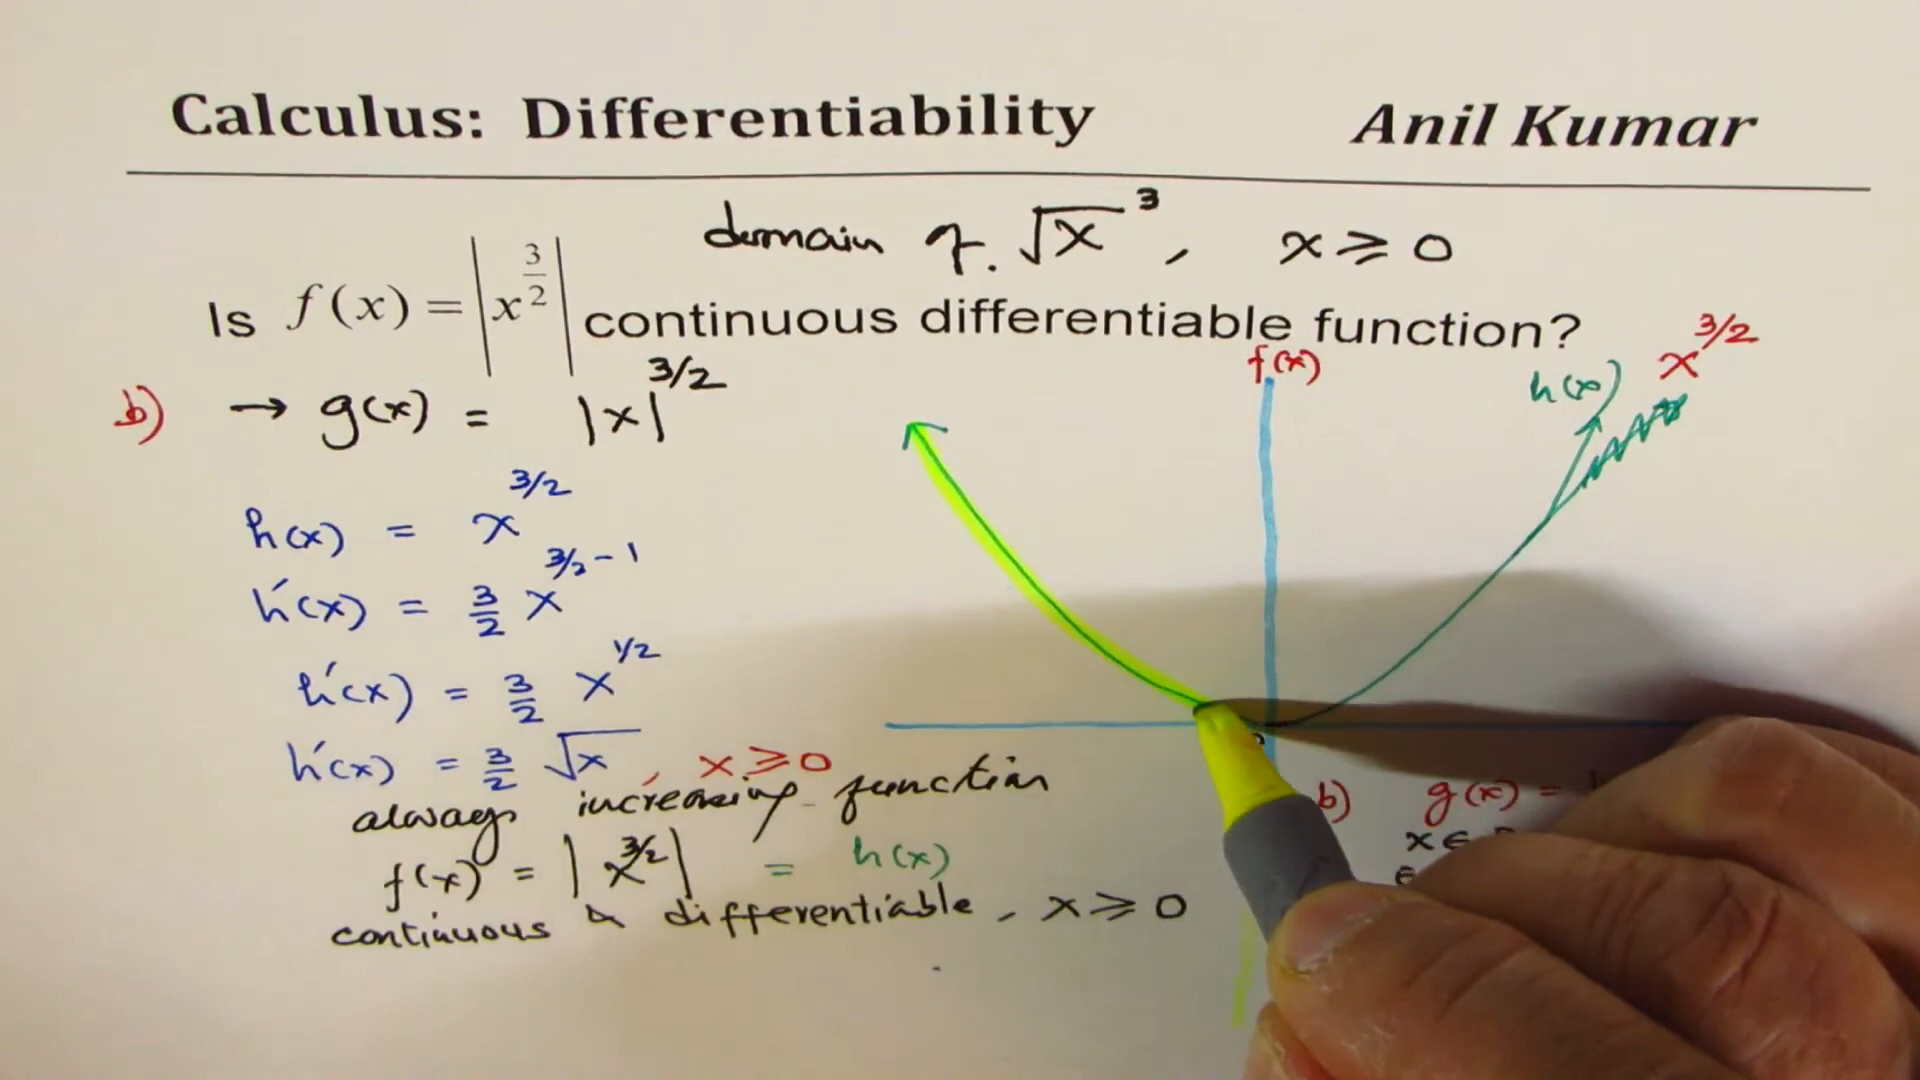 Calculus: Differentiability Anil Kumar
domain of √x³, x ≥ 0
Is f(x) = |x^(3/2)| continuous differentiable function?
b) → g(x) = |x|^(3/2)
f(x)
h(x) x^(3/2)
h(x) = x^(3/2)
h'(x) = 3/2 x^(3/2 - 1)
h'(x) = 3/2 x^(1/2)
h'(x) = 3/2 √x, x ≥ 0
always increasing function
f(x) = |x^(3/2)| = h(x)
continuous & differentiable, x ≥ 0
b) g(x) =
x ∈
∈